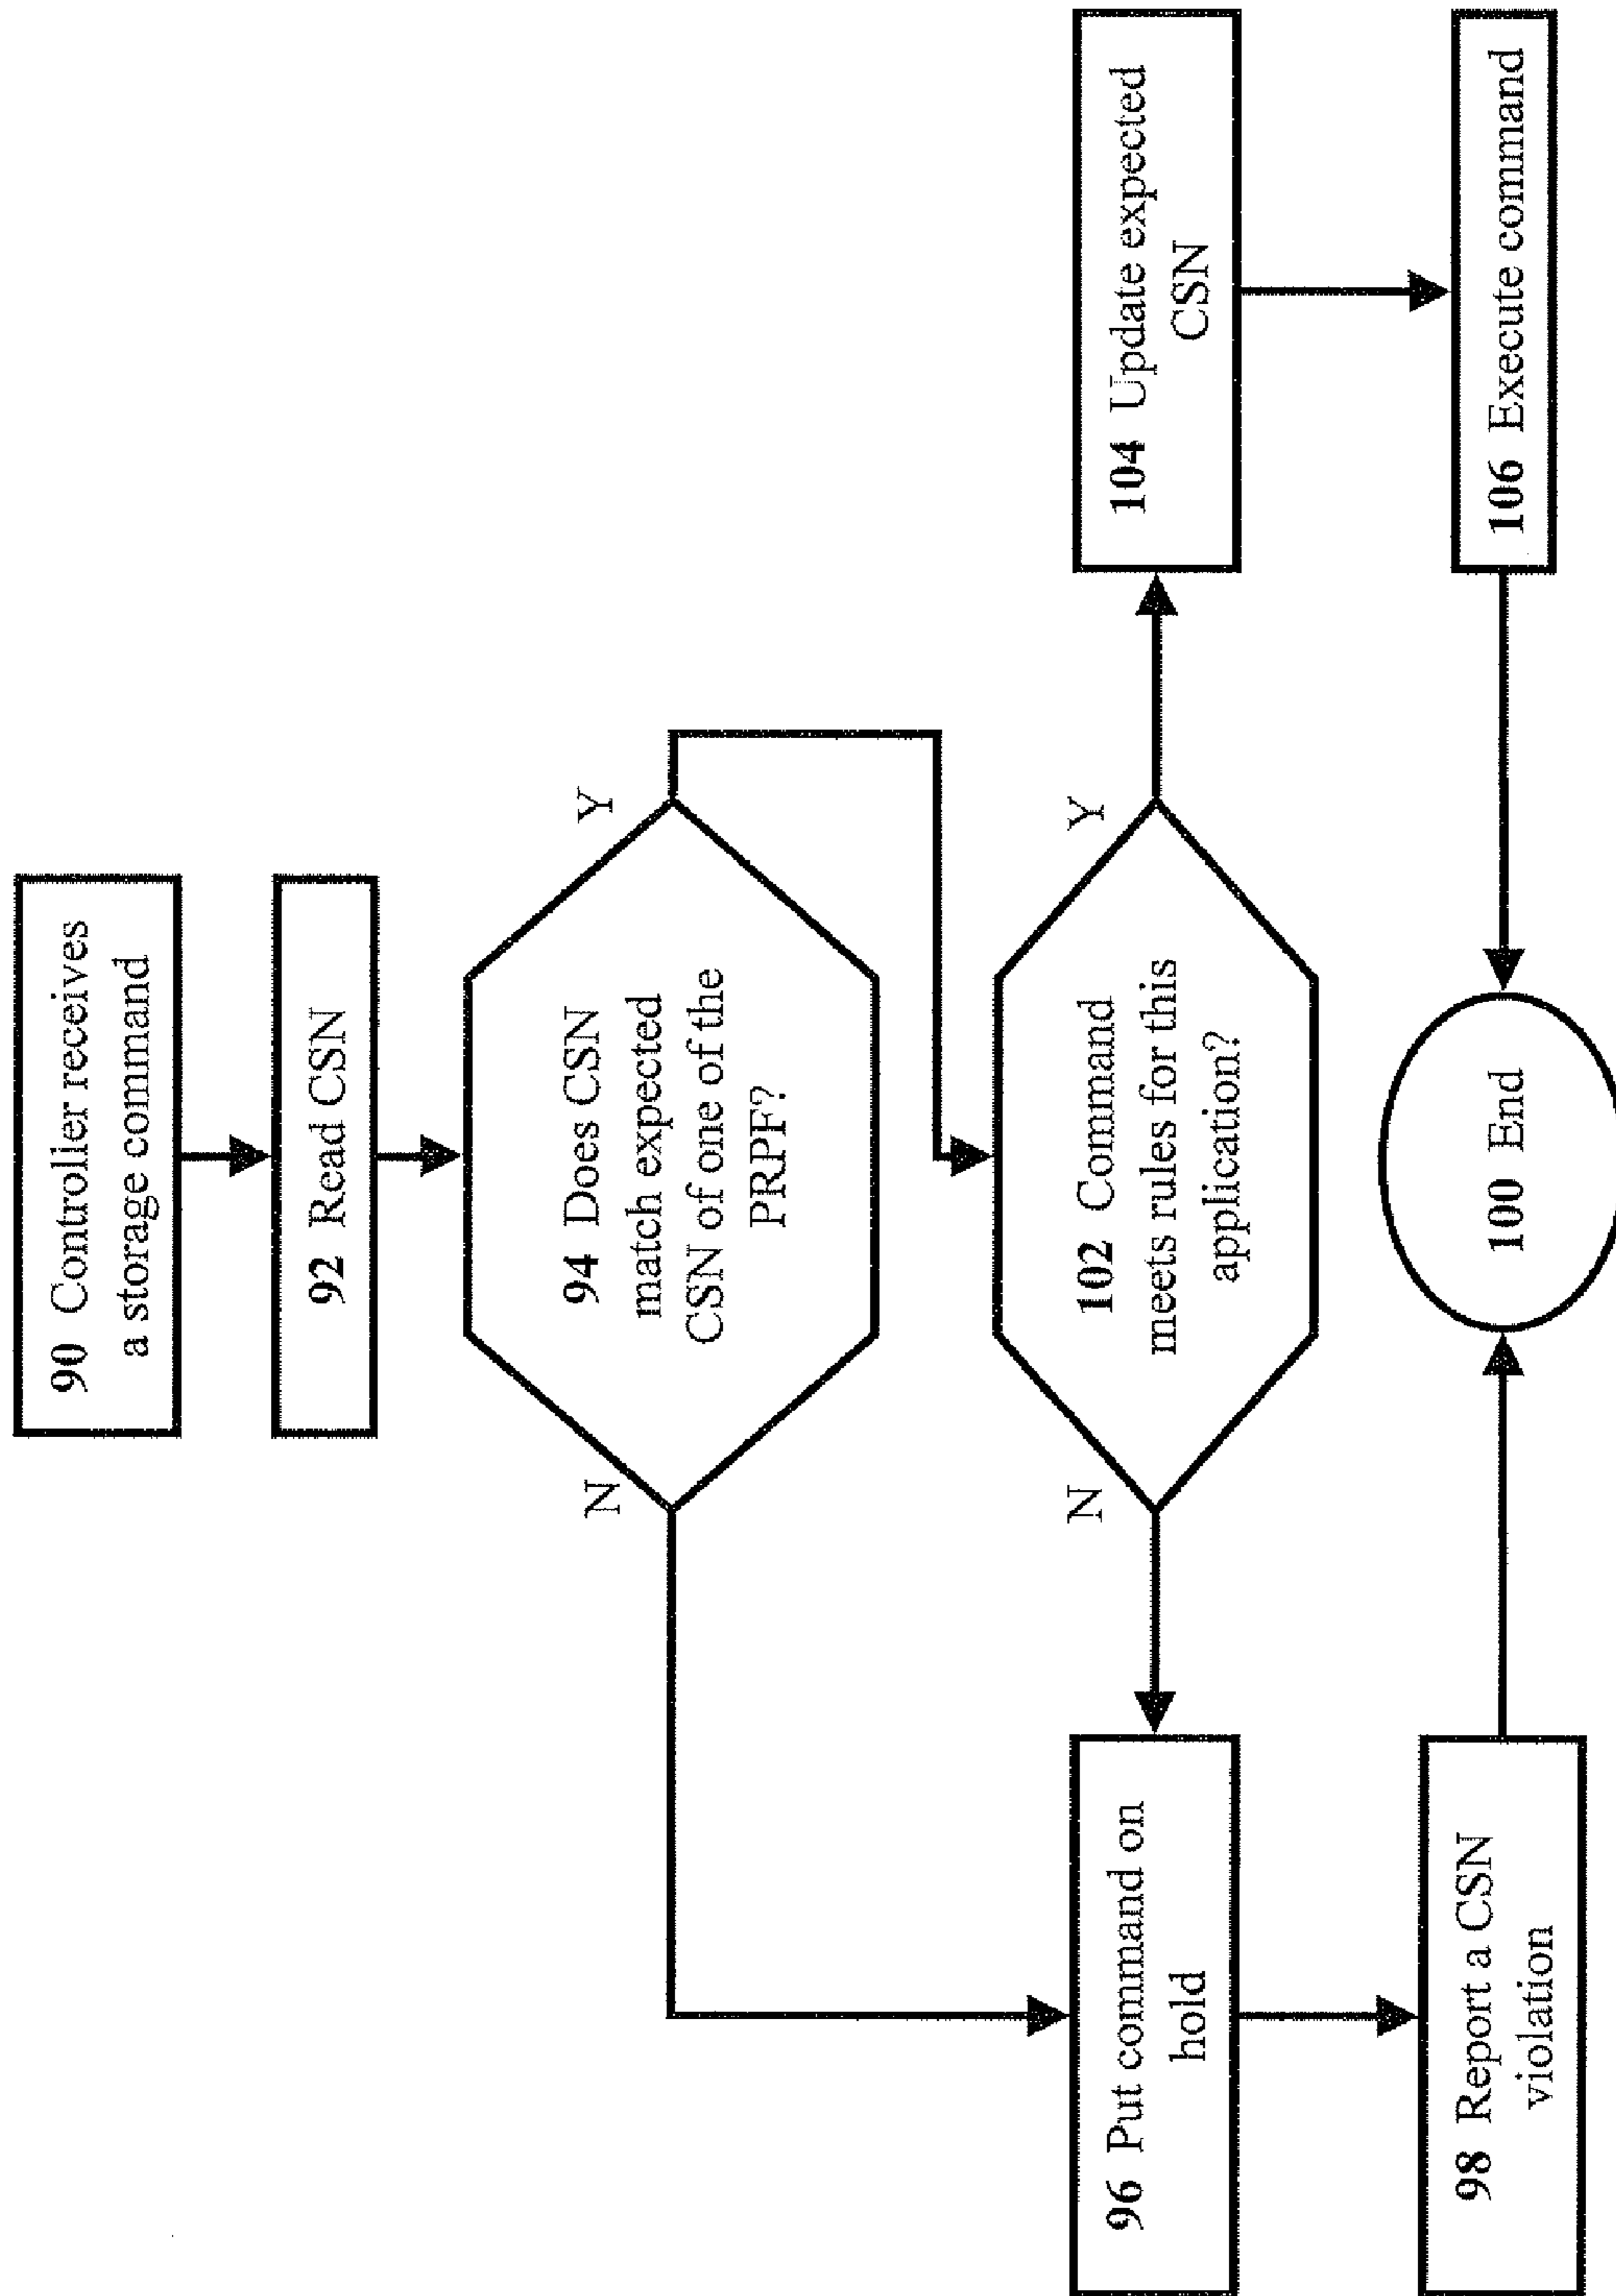 90 Controller receives
a storage command
92 Read CSN
94 Does CSN
match expected
CSN of one of the
PRPF?
N
Y
102 Command
meets rules for this
application?
N
Y
96 Put command on
hold
104 Update expected
CSN
98 Report a CSN
violation
100 End
106 Execute command